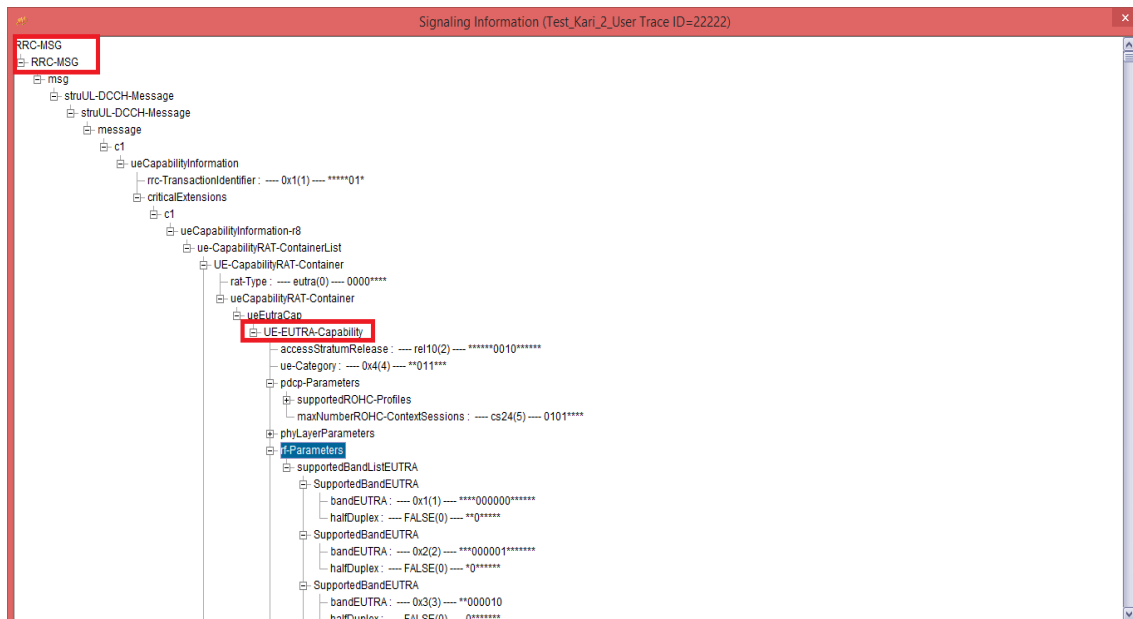 Signaling Information (Test_Kari_2_User Trace ID=22222)
RRC-MSG
RRC-MSG
msg
struUL-DCCH-Message
struUL-DCCH-Message
message
c1
ueCapabilityInformation
rrc-TransactionIdentifier : ---- 0x1(1) ---- *****01*
criticalExtensions
c1
ueCapabilityInformation-r8
ue-CapabilityRAT-ContainerList
UE-CapabilityRAT-Container
rat-Type : ---- eutra(0) ---- 0000****
ueCapabilityRAT-Container
ueEutraCap
UE-EUTRA-Capability
accessStratumRelease : ---- rel10(2) ---- ******0010******
ue-Category : ---- 0x4(4) ---- **011***
pdcp-Parameters
supportedROHC-Profiles
maxNumberROHC-ContextSessions : ---- cs24(5) ---- 0101****
phyLayerParameters
rf-Parameters
supportedBandListEUTRA
SupportedBandEUTRA
bandEUTRA : ---- 0x1(1) ---- ****000000******
halfDuplex : ---- FALSE(0) ---- **0*****
SupportedBandEUTRA
bandEUTRA : ---- 0x2(2) ---- ***000001*******
halfDuplex : ---- FALSE(0) ---- *0******
SupportedBandEUTRA
bandEUTRA : ---- 0x3(3) ---- **000010
halfDuplex : ---- FALSE(0) ---- 0*******